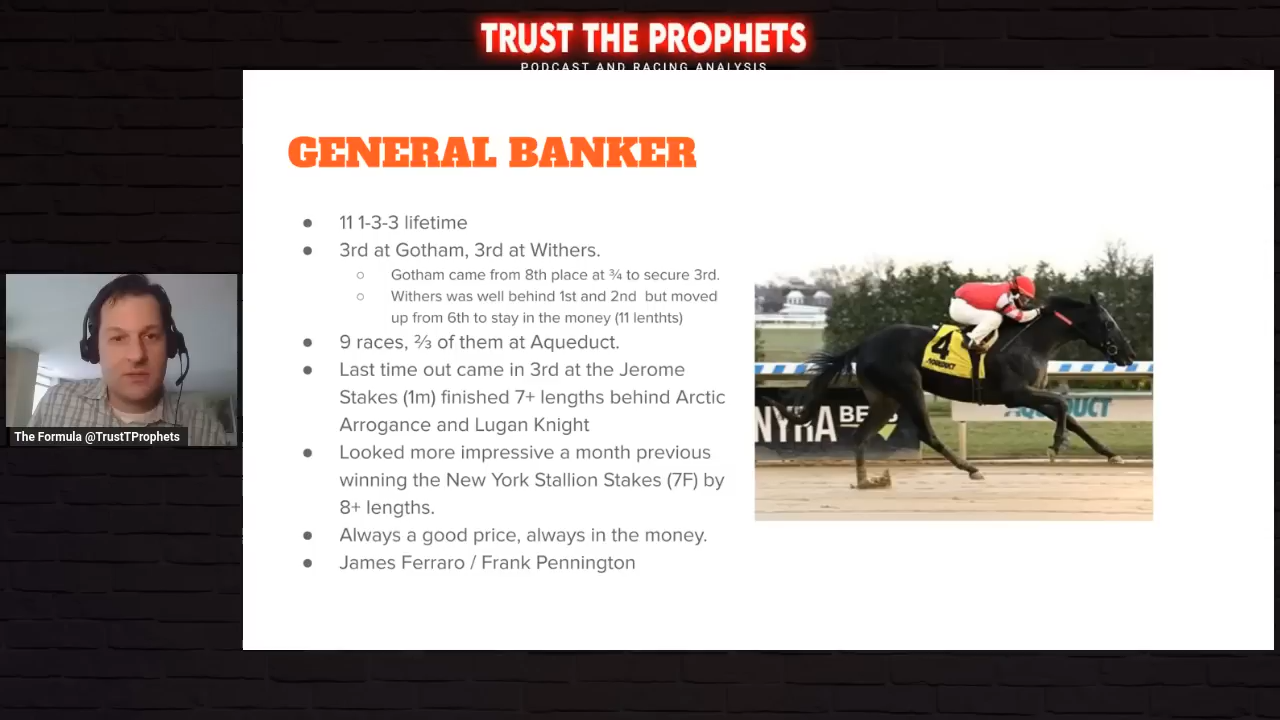 TRUST THE PROPHETS
PODCAST AND RACING ANALYSIS
GENERAL BANKER
● 11 1-3-3 lifetime
● 3rd at Gotham, 3rd at Withers.
○ Gotham came from 8th place at ¾ to secure 3rd.
○ Withers was well behind 1st and 2nd but moved
up from 6th to stay in the money (11 lenthts)
● 9 races, ⅔ of them at Aqueduct.
● Last time out came in 3rd at the Jerome
Stakes (1m) finished 7+ lengths behind Arctic
Arrogance and Lugan Knight
● Looked more impressive a month previous
winning the New York Stallion Stakes (7F) by
8+ lengths.
● Always a good price, always in the money.
● James Ferraro / Frank Pennington
4
AQUEDUCT
NYRA BE
AQUEDUCT
The Formula @TrustTProphets